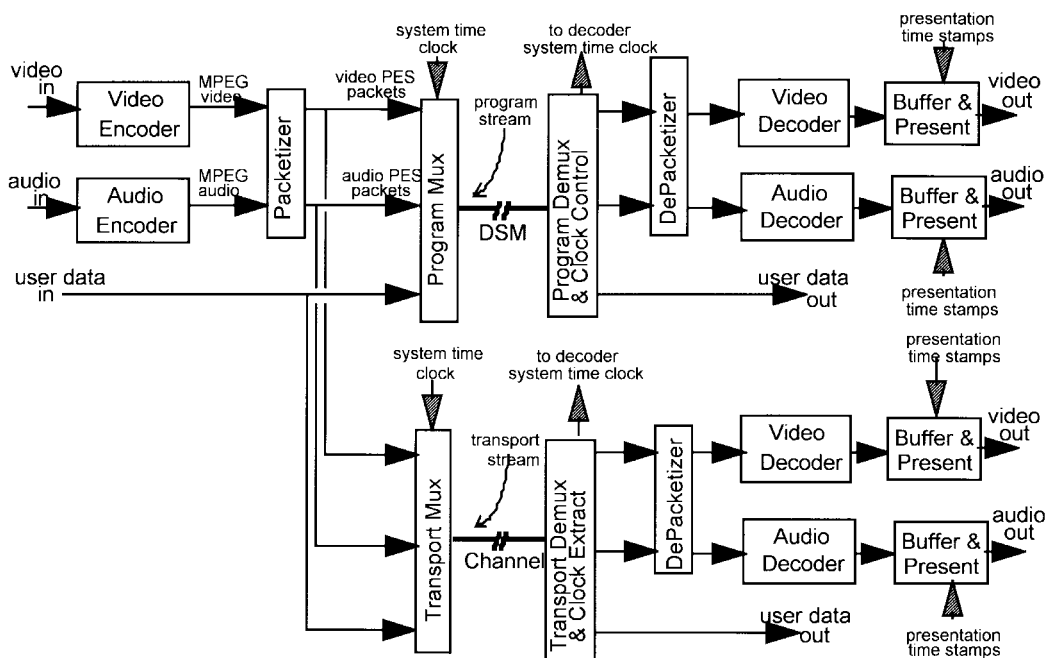 system time
clock
to decoder
system time clock
presentation
time stamps
video
in
Video
Encoder
MPEG
video
Packetizer
video PES
packets
Program Mux
program
stream
DSM
Program Demux
& Clock Control
DePacketizer
Video
Decoder
Buffer &
Present
video
out
audio
in
Audio
Encoder
MPEG
audio
audio PES
packets
Audio
Decoder
Buffer &
Present
audio
out
user data
in
user data
out
presentation
time stamps
system time
clock
to decoder
system time clock
presentation
time stamps
Transport Mux
transport
stream
Channel
Transport Demux
& Clock Extract
DePacketizer
Video
Decoder
Buffer &
Present
video
out
Audio
Decoder
Buffer &
Present
audio
out
user data
out
presentation
time stamps